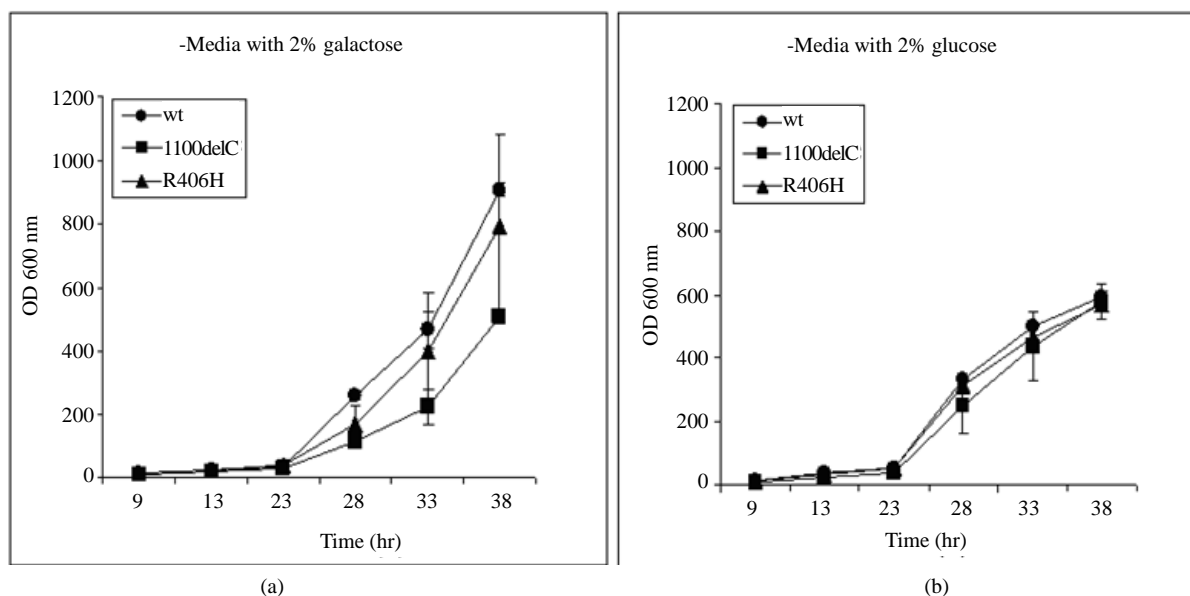 -Media with 2% galactose
1200
1000
800
600
400
200
0
OD 600 nm
wt
1100delC
R406H
9 13 23 28 33 38
Time (hr)
(a)
-Media with 2% glucose
1200
1000
800
600
400
200
0
OD 600 nm
wt
1100delC
R406H
9 13 23 28 33 38
Time (hr)
(b)